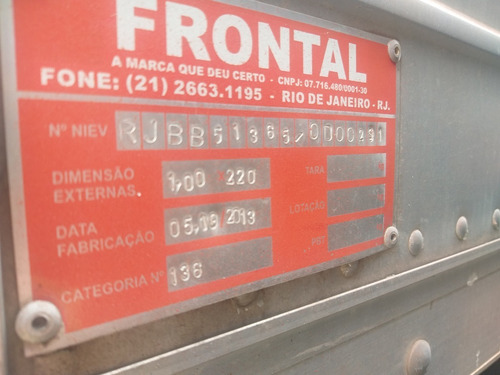 FRONTAL
A MARCA QUE DEU CERTO - CNPJ: 07.716.480/0001-30
FONE: (21) 2663.1195 - RIO DE JANEIRO - RJ.
Nº NIEV RJBB51365/0000291
DIMENSÃO EXTERNAS 1,00 220 TARA
DATA FABRICAÇÃO 05,19 2013 LOTAÇÃO
CATEGORIA Nº 136 PBT